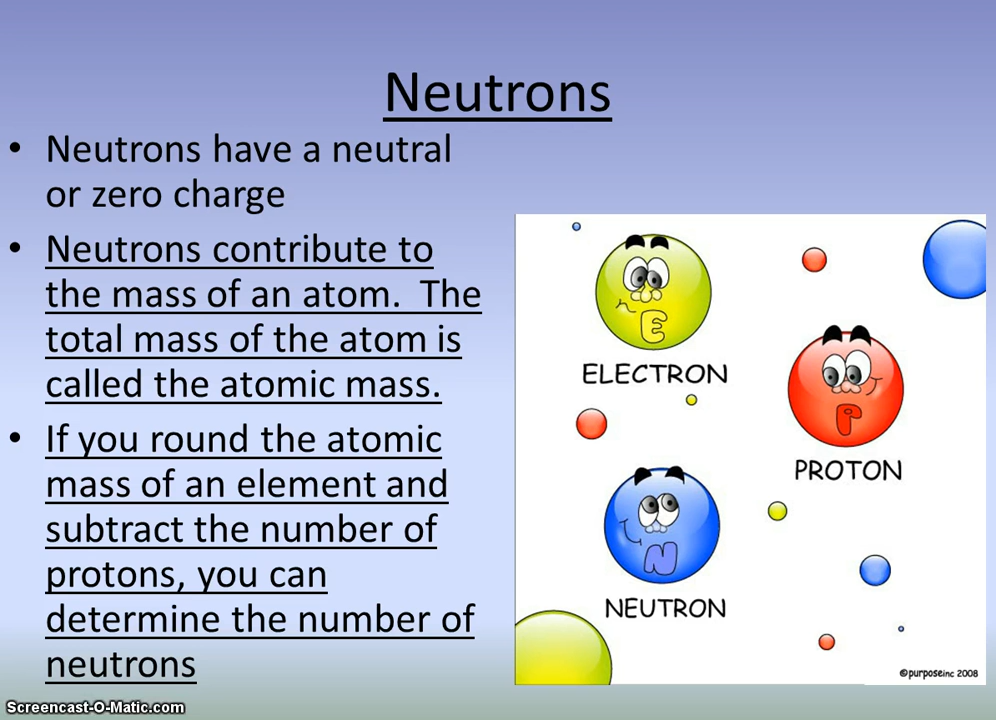 Neutrons
• Neutrons have a neutral
or zero charge
• Neutrons contribute to
the mass of an atom.  The
total mass of the atom is
called the atomic mass.
• If you round the atomic
mass of an element and
subtract the number of
protons, you can
determine the number of
neutrons
E
ELECTRON
P
PROTON
N
NEUTRON
©purposeinc 2008
Screencast-O-Matic.com